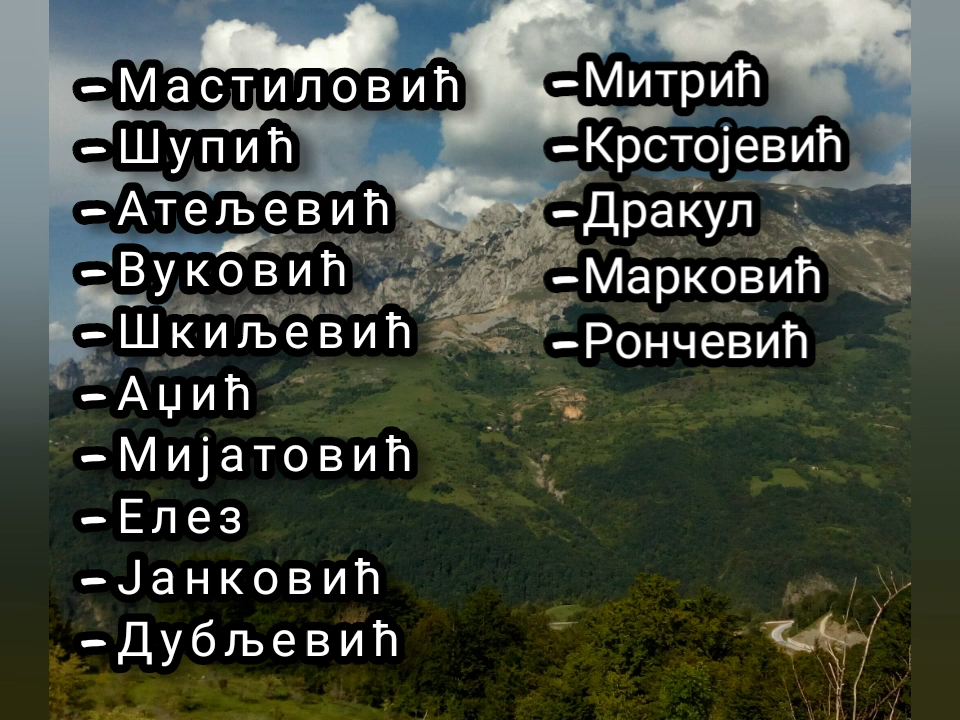 - Мастиловић
- Шупић
- Атељевић
- Вуковић
- Шкиљевић
- Аџић
- Мијатовић
- Елез
- Јанковић
- Дубљевић
- Митрић
- Крстојевић
- Дракул
- Марковић
- Рончевић